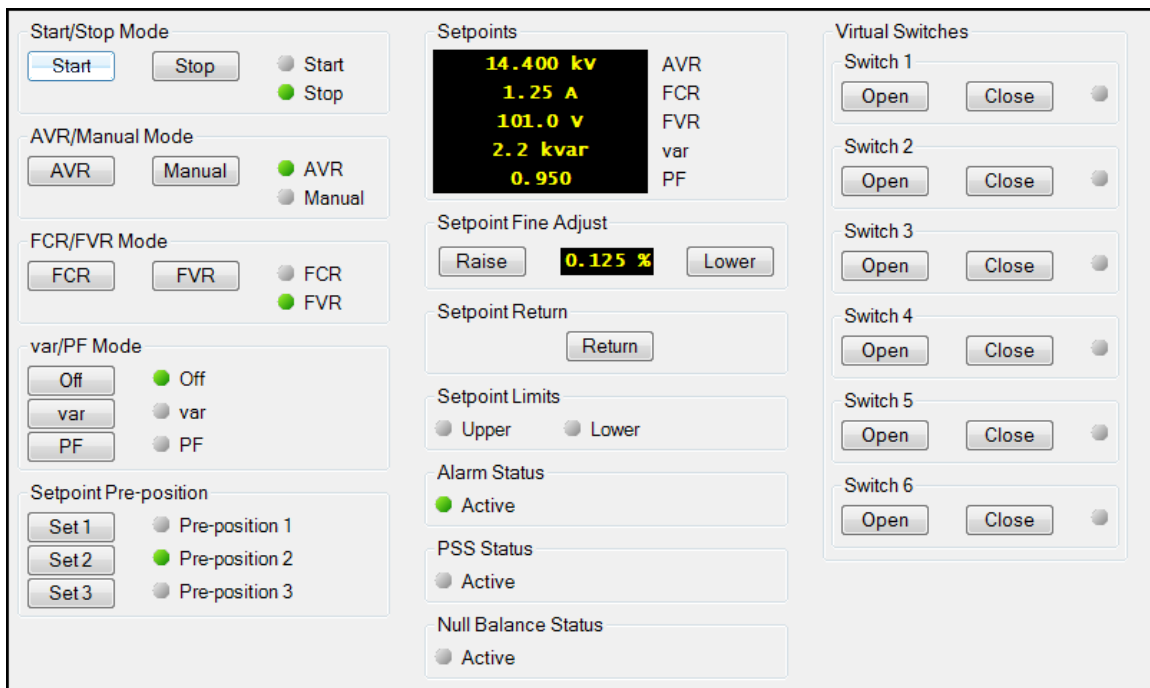 Start/Stop Mode
Start Stop Start
Stop
AVR/Manual Mode
AVR Manual AVR
Manual
FCR/FVR Mode
FCR FVR FCR
FVR
var/PF Mode
Off Off
var var
PF PF
Setpoint Pre-position
Set 1 Pre-position 1
Set 2 Pre-position 2
Set 3 Pre-position 3
Setpoints
14.400 kV AVR
1.25 A FCR
101.0 V FVR
2.2 kvar var
0.950 PF
Setpoint Fine Adjust
Raise 0.125 % Lower
Setpoint Return
Return
Setpoint Limits
Upper Lower
Alarm Status
Active
PSS Status
Active
Null Balance Status
Active
Virtual Switches
Switch 1
Open Close
Switch 2
Open Close
Switch 3
Open Close
Switch 4
Open Close
Switch 5
Open Close
Switch 6
Open Close